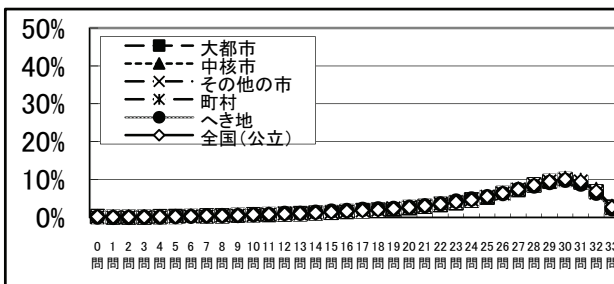 50%
40%
30%
20%
10%
0%
大都市
中核市
その他の市
町村
へき地
全国(公立)
0 1 2 3 4 5 6 7 8 9 10 11 12 13 14 15 16 17 18 19 20 21 22 23 24 25 26 27 28 29 30 31 32 33
問 問 問 問 問 問 問 問 問 問 問 問 問 問 問 問 問 問 問 問 問 問 問 問 問 問 問 問 問 問 問 問 問 問